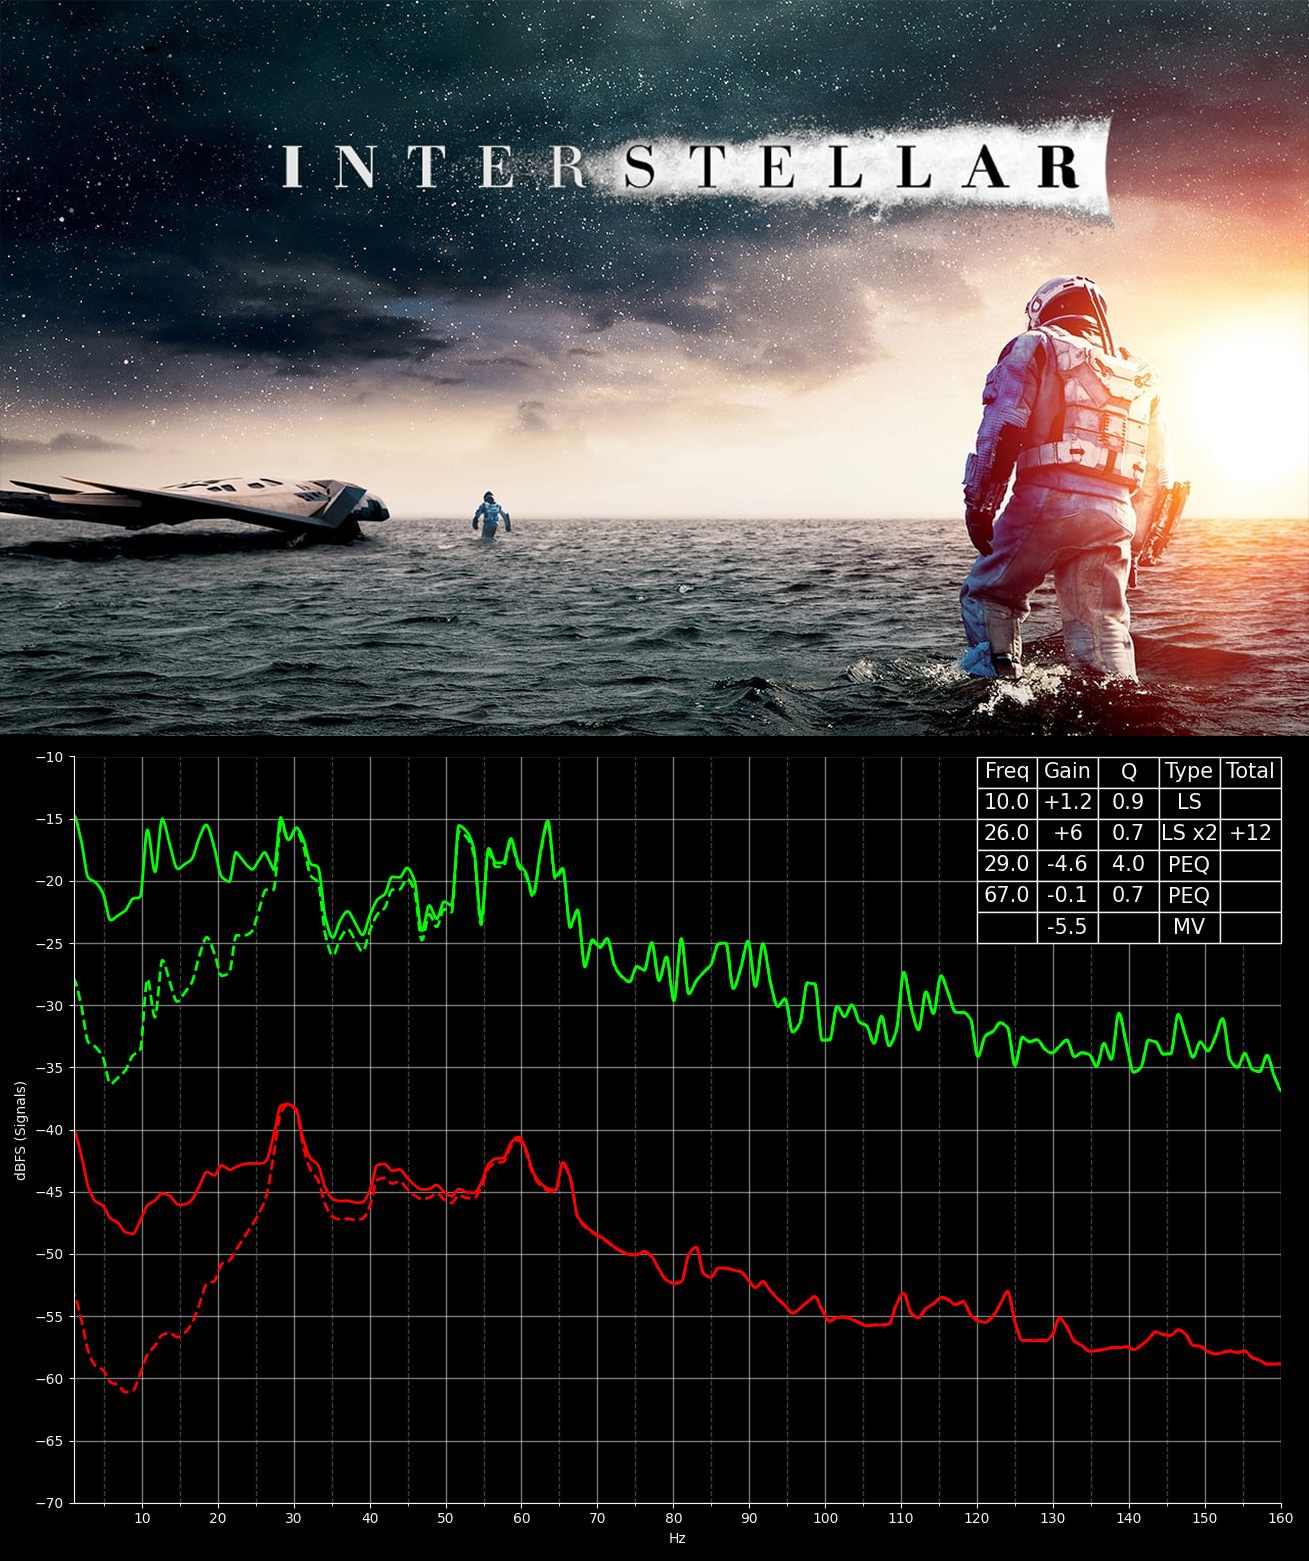 INTERSTELLAR
Freq Gain Q Type Total
10.0 +1.2 0.9 LS
26.0 +6 0.7 LS x2 +12
29.0 -4.6 4.0 PEQ
67.0 -0.1 0.7 PEQ
-5.5 MV
−10
−15
−20
−25
−30
−35
−40
−45
−50
−55
−60
−65
−70
dBFS (Signals)
10 20 30 40 50 60 70 80 90 100 110 120 130 140 150 160
Hz